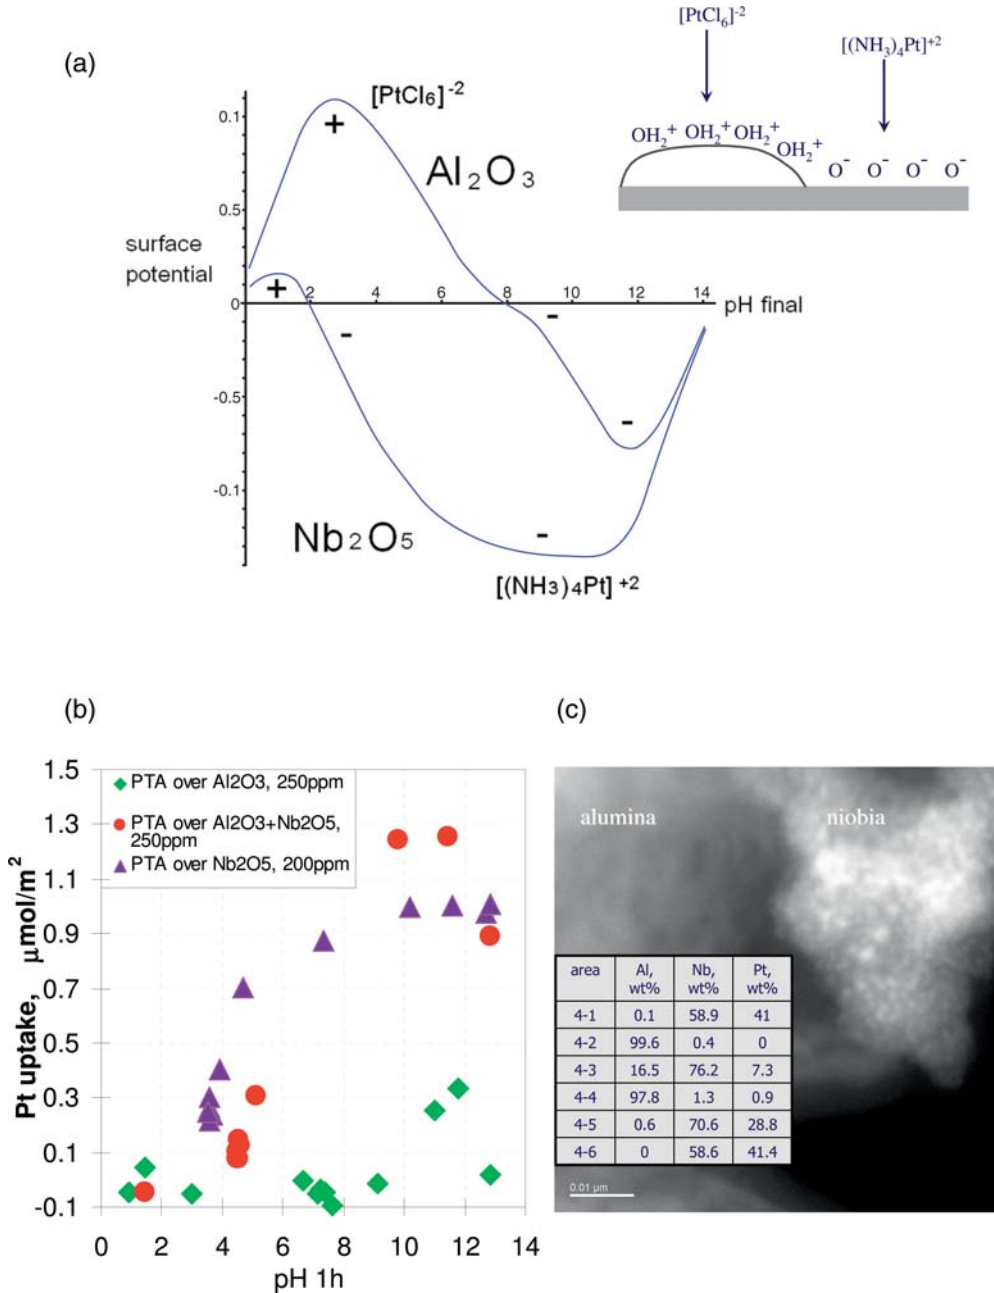 (a)
[PtCl6]-2
[(NH3)4Pt]+2
OH2+ OH2+ OH2+ OH2+
O- O- O- O-
[PtCl6]-2
+
Al2O3
0.1
0.5
surface
potential
+
0
2 4 6 8 10 12 14
pH final
-
-
-
-0.5
-0.1
Nb2O5
-
[(NH3)4Pt]+2
(b)
1.5
1.3
1.1
0.9
0.7
0.5
0.3
0.1
-0.1
Pt uptake, μmol/m2
PTA over Al2O3, 250ppm
PTA over Al2O3+Nb2O5,
250ppm
PTA over Nb2O5, 200ppm
0 2 4 6 8 10 12 14
pH 1h
(c)
alumina niobia
area Al, wt% Nb, wt% Pt, wt%
4-1 0.1 58.9 41
4-2 99.6 0.4 0
4-3 16.5 76.2 7.3
4-4 97.8 1.3 0.9
4-5 0.6 70.6 28.8
4-6 0 58.6 41.4
0.01 μm